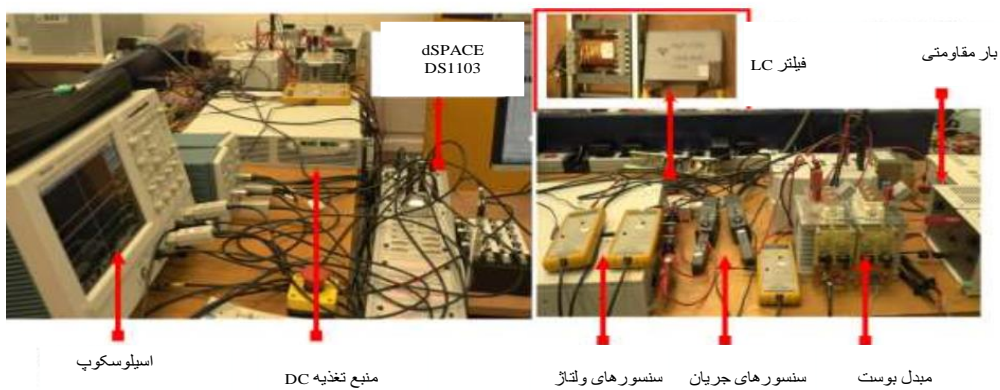 dSPACE
DS1103
فیلتر LC
بار مقاومتی
اسیلوسکوپ
منبع تغذیه DC
سنسورهای ولتاژ
سنسورهای جریان
مبدل بوست